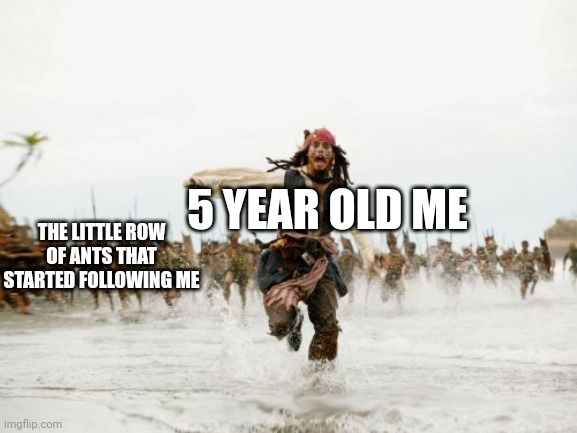 5 YEAR OLD ME
THE LITTLE ROW
OF ANTS THAT
STARTED FOLLOWING ME
imgflip.com